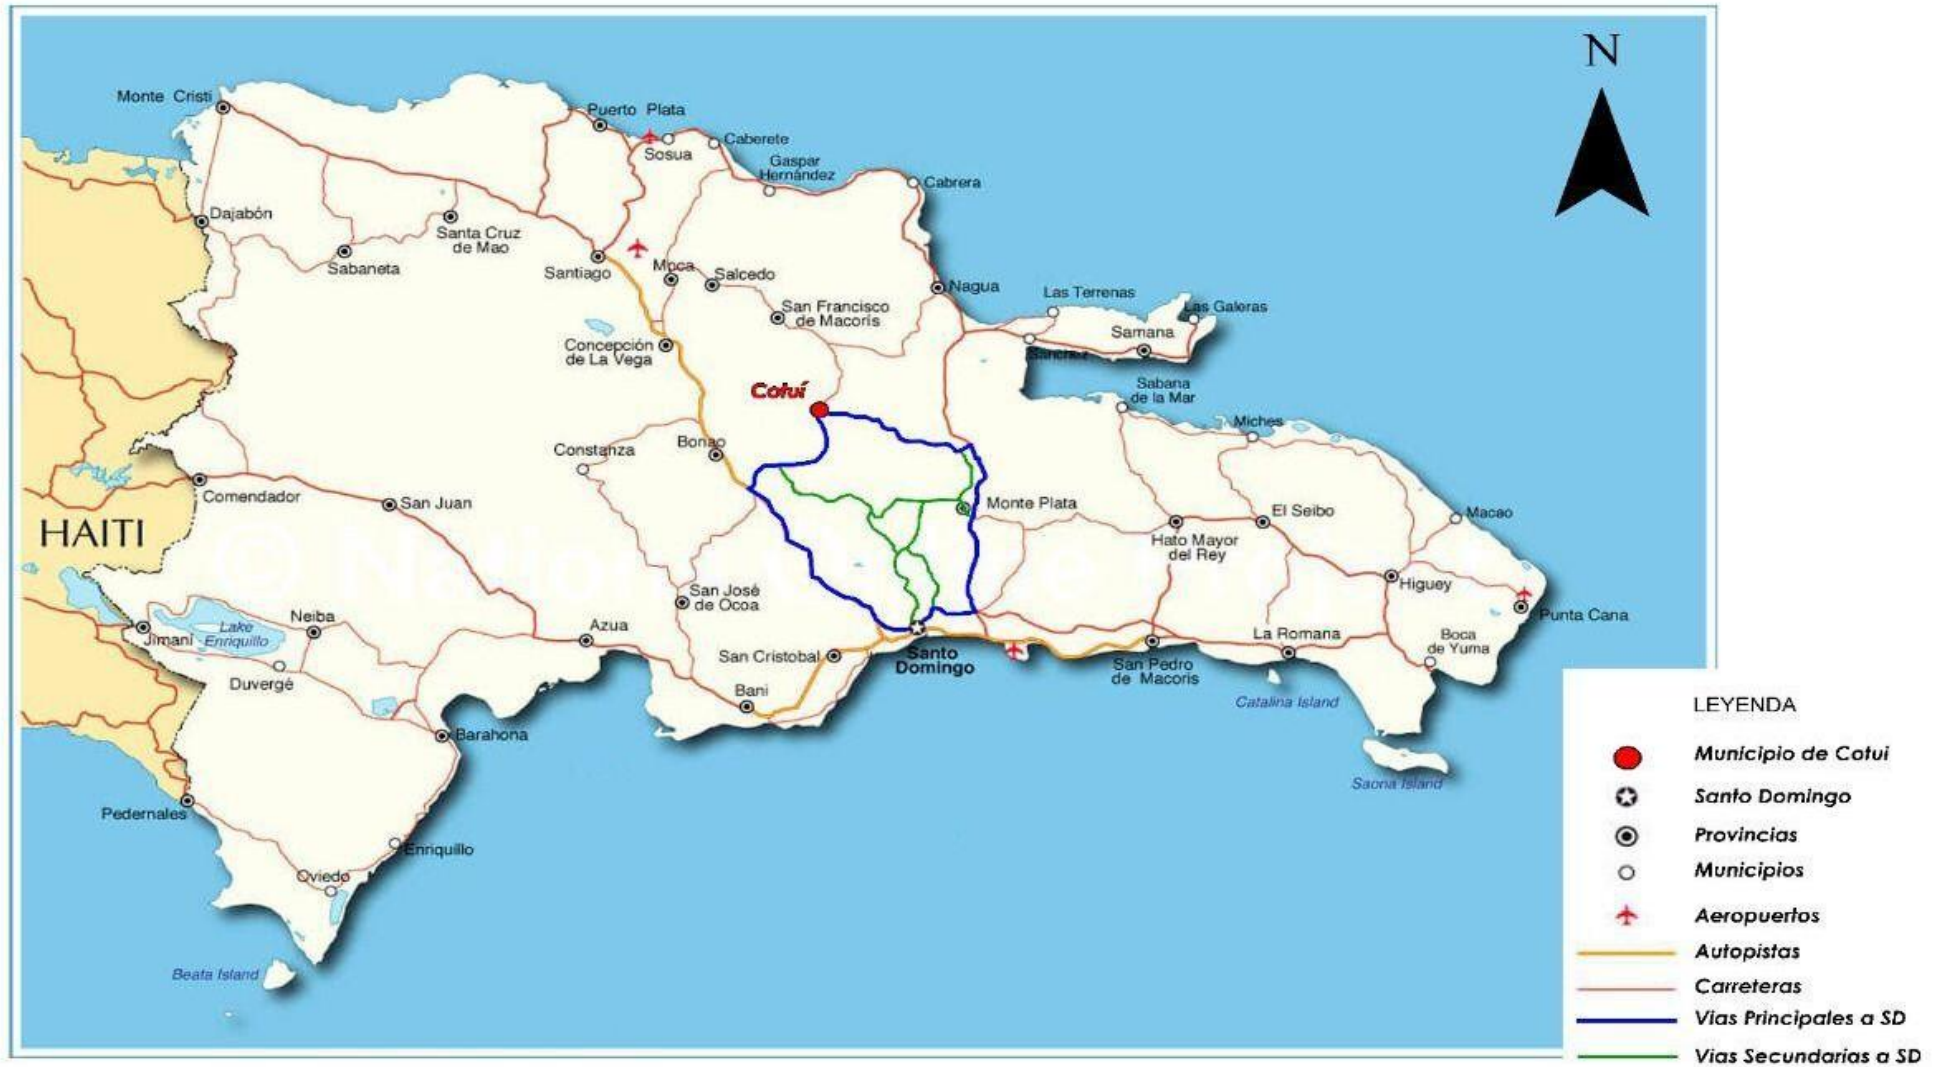 N
Monte Cristi
Puerto Plata
Sosua
Caberete
Gaspar
Hernández
Cabrera
Dajabón
Santa Cruz
de Mao
Sabaneta
Santiago
Moca
Salcedo
San Francisco
de Macorís
Nagua
Las Terrenas
Las Galeras
Samana
Sanchez
Concepción
de La Vega
Cotuí
Sabana
de la Mar
Miches
Constanza
Bonao
Comendador
San Juan
HAITI
Monte Plata
El Seibo
Macao
Hato Mayor
del Rey
Higuey
Punta Cana
San José
de Ocoa
Neiba
Lake
Enriquillo
Jimaní
Azua
San Cristobal
Santo
Domingo
La Romana
Boca
de Yuma
San Pedro
de Macoris
Duvergé
Bani
Catalina Island
Barahona
Saona Island
Pedernales
Enriquillo
Oviedo
Beata Island
LEYENDA
Municipio de Cotui
Santo Domingo
Provincias
Municipios
Aeropuertos
Autopistas
Carreteras
Vias Principales a SD
Vias Secundarias a SD